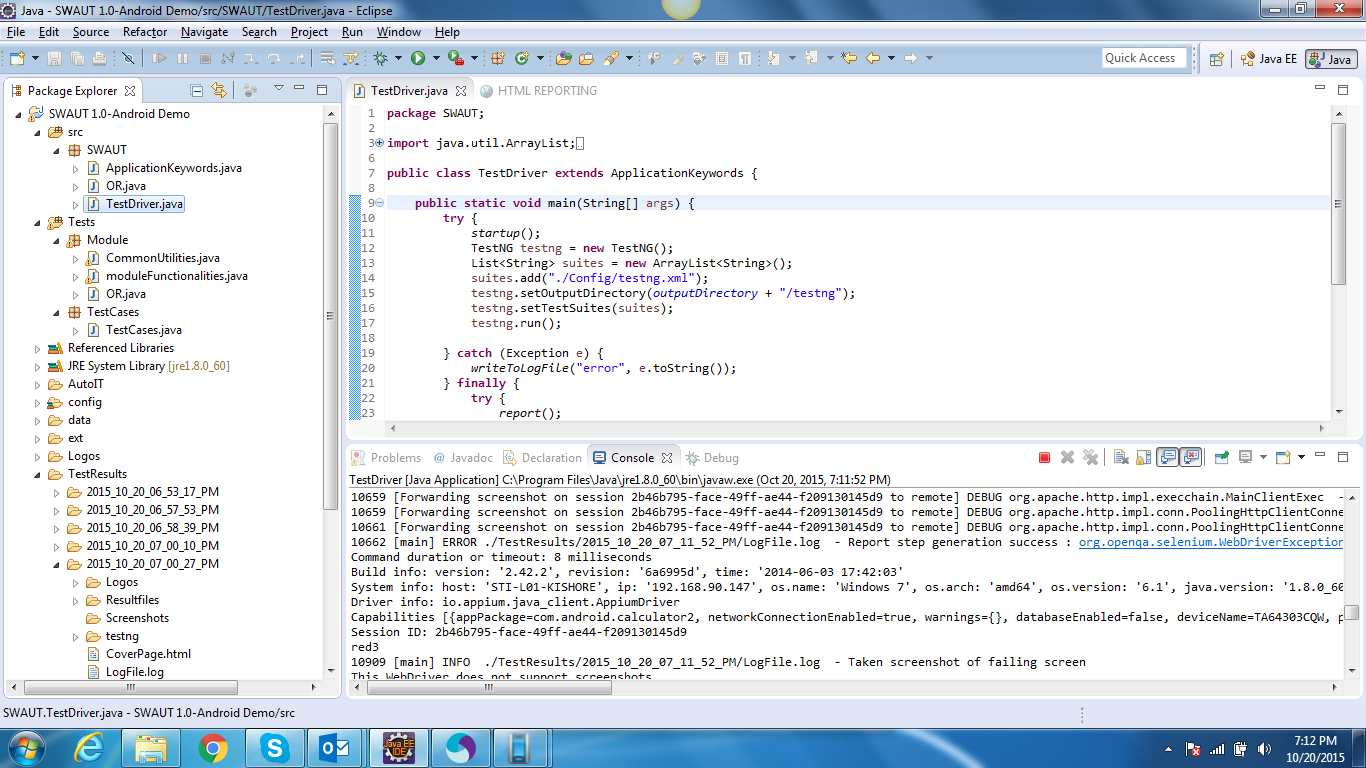 Java - SWAUT 1.0-Android Demo/src/SWAUT/TestDriver.java - Eclipse
File Edit Source Refactor Navigate Search Project Run Window Help
Quick Access
Java EE
Java
Package Explorer
SWAUT 1.0-Android Demo
src
SWAUT
ApplicationKeywords.java
OR.java
TestDriver.java
Tests
Module
CommonUtilities.java
moduleFunctionalities.java
OR.java
TestCases
TestCases.java
Referenced Libraries
JRE System Library [jre1.8.0_60]
AutoIT
config
data
ext
Logos
TestResults
2015_10_20_06_53_17_PM
2015_10_20_06_57_53_PM
2015_10_20_06_58_39_PM
2015_10_20_07_00_10_PM
2015_10_20_07_00_27_PM
Logos
Resultfiles
Screenshots
testng
CoverPage.html
LogFile.log
TestDriver.java HTML REPORTING
1 package SWAUT;
2
3 import java.util.ArrayList;
6
7 public class TestDriver extends ApplicationKeywords {
8
9 public static void main(String[] args) {
10 try {
11 startup();
12 TestNG testng = new TestNG();
13 List<String> suites = new ArrayList<String>();
14 suites.add("./Config/testng.xml");
15 testng.setOutputDirectory(outputDirectory + "/testng");
16 testng.setTestSuites(suites);
17 testng.run();
18
19 } catch (Exception e) {
20 writeToLogFile("error", e.toString());
21 } finally {
22 try {
23 report();
Problems @ Javadoc Declaration Console Debug
TestDriver [Java Application] C:\Program Files\Java\jre1.8.0_60\bin\javaw.exe (Oct 20, 2015, 7:11:52 PM)
10659 [Forwarding screenshot on session 2b46b795-face-49ff-ae44-f209130145d9 to remote] DEBUG org.apache.http.impl.execchain.MainClientExec -
10659 [Forwarding screenshot on session 2b46b795-face-49ff-ae44-f209130145d9 to remote] DEBUG org.apache.http.impl.conn.PoolingHttpClientConne
10661 [Forwarding screenshot on session 2b46b795-face-49ff-ae44-f209130145d9 to remote] DEBUG org.apache.http.impl.conn.PoolingHttpClientConne
10662 [main] ERROR ./TestResults/2015_10_20_07_11_52_PM/LogFile.log - Report step generation success : org.openqa.selenium.WebDriverException
Command duration or timeout: 8 milliseconds
Build info: version: '2.42.2', revision: '6a6995d', time: '2014-06-03 17:42:03'
System info: host: 'STI-L01-KISHORE', ip: '192.168.90.147', os.name: 'Windows 7', os.arch: 'amd64', os.version: '6.1', java.version: '1.8.0_60
Driver info: io.appium.java_client.AppiumDriver
Capabilities [{appPackage=com.android.calculator2, networkConnectionEnabled=true, warnings={}, databaseEnabled=false, deviceName=TA64303CQW, p
Session ID: 2b46b795-face-49ff-ae44-f209130145d9
red3
10909 [main] INFO ./TestResults/2015_10_20_07_11_52_PM/LogFile.log - Taken screenshot of failing screen
This WebDriver does not support screenshots
SWAUT.TestDriver.java - SWAUT 1.0-Android Demo/src
Java EE
IDE
7:12 PM
10/20/2015